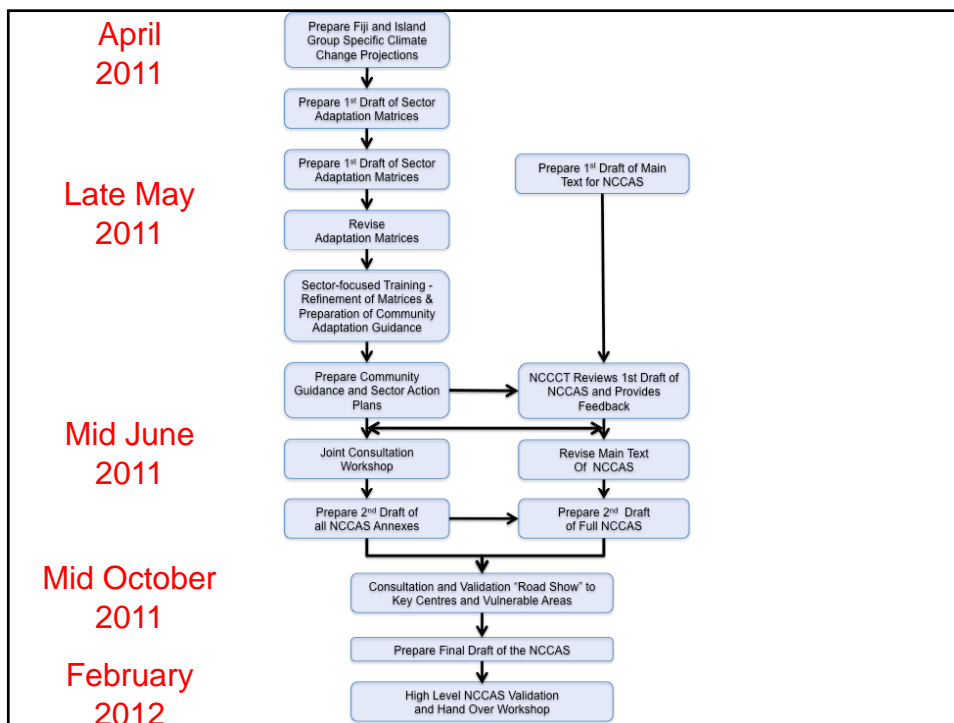 April
2011
Prepare Fiji and Island
Group Specific Climate
Change Projections
Prepare 1st Draft of Sector
Adaptation Matrices
Late May
2011
Prepare 1st Draft of Sector
Adaptation Matrices
Prepare 1st Draft of Main
Text for NCCAS
Revise
Adaptation Matrices
Sector-focused Training -
Refinement of Matrices &
Preparation of Community
Adaptation Guidance
Prepare Community
Guidance and Sector Action
Plans
NCCCT Reviews 1st Draft of
NCCAS and Provides
Feedback
Mid June
2011
Joint Consultation
Workshop
Revise Main Text
Of NCCAS
Prepare 2nd Draft of
all NCCAS Annexes
Prepare 2nd Draft
of Full NCCAS
Mid October
2011
Consultation and Validation “Road Show” to
Key Centres and Vulnerable Areas
Prepare Final Draft of the NCCAS
February
2012
High Level NCCAS Validation
and Hand Over Workshop